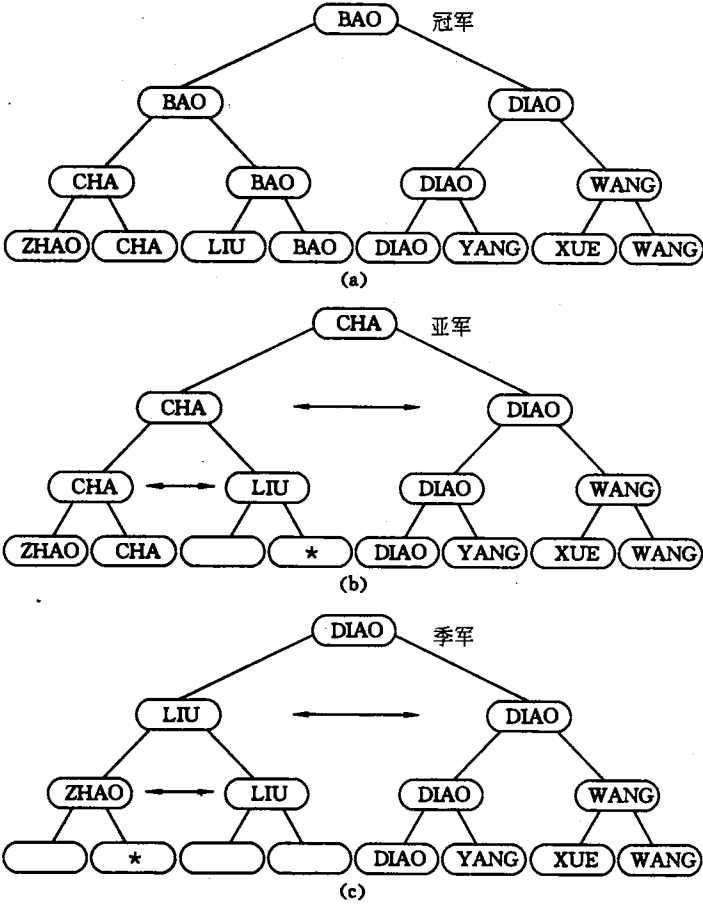 BAO 冠军
BAO DIAO
CHA BAO DIAO WANG
ZHAO CHA LIU BAO DIAO YANG XUE WANG
(a)
CHA 亚军
CHA DIAO
CHA LIU DIAO WANG
ZHAO CHA * DIAO YANG XUE WANG
(b)
DIAO 季军
LIU DIAO
ZHAO LIU DIAO WANG
* DIAO YANG XUE WANG
(c)